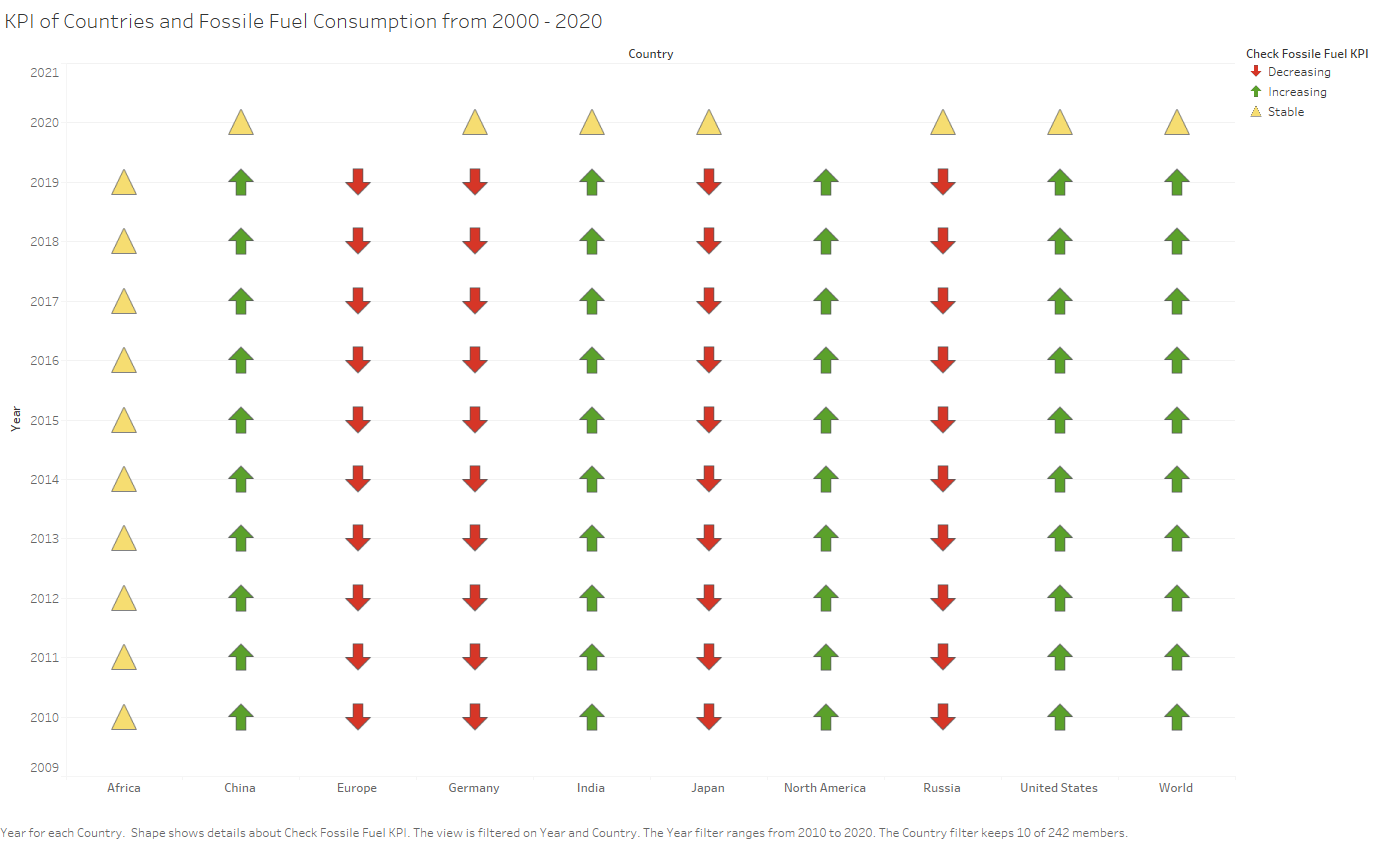 KPI of Countries and Fossile Fuel Consumption from 2000 - 2020
Country
Check Fossile Fuel KPI
Decreasing
Increasing
Stable
2021
2020
2019
2018
2017
2016
2015
2014
2013
2012
2011
2010
2009
Year
Africa China Europe Germany India Japan North America Russia United States World
Year for each Country. Shape shows details about Check Fossile Fuel KPI. The view is filtered on Year and Country. The Year filter ranges from 2010 to 2020. The Country filter keeps 10 of 242 members.